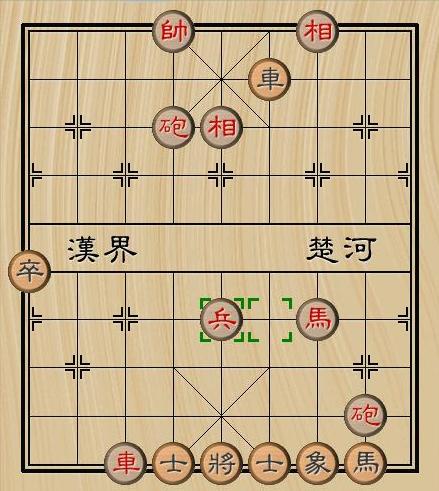 帥 相
車
砲 相
漢界 楚河
卒
兵 馬
砲
車 士 將 士 象 馬